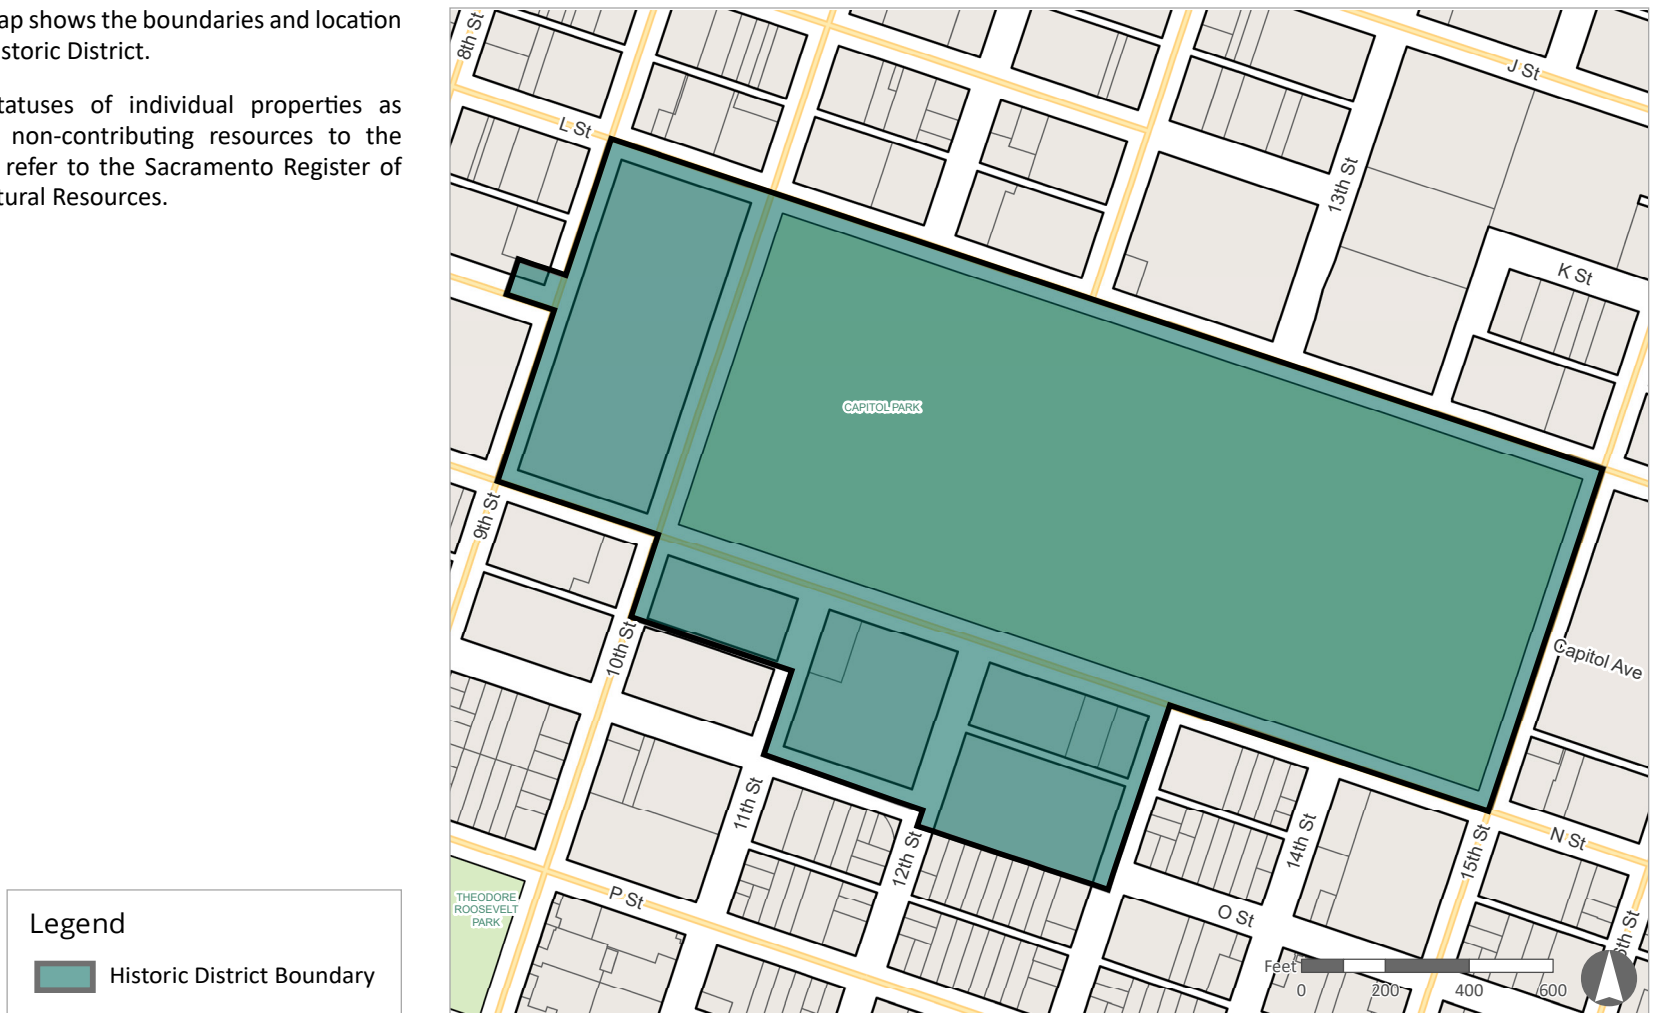 ap shows the boundaries and location
istoric District.
tatuses of individual properties as
non-contributing resources to the
refer to the Sacramento Register of
tural Resources.
8th St
J St
L St
13th St
K St
CAPITOL PARK
9th St
Capitol Ave
10th St
11th St
12th St
14th St
15th St
N St
P St
O St
THEODORE
ROOSEVELT
PARK
6th St
Legend
Historic District Boundary
Feet
0 200 400 600